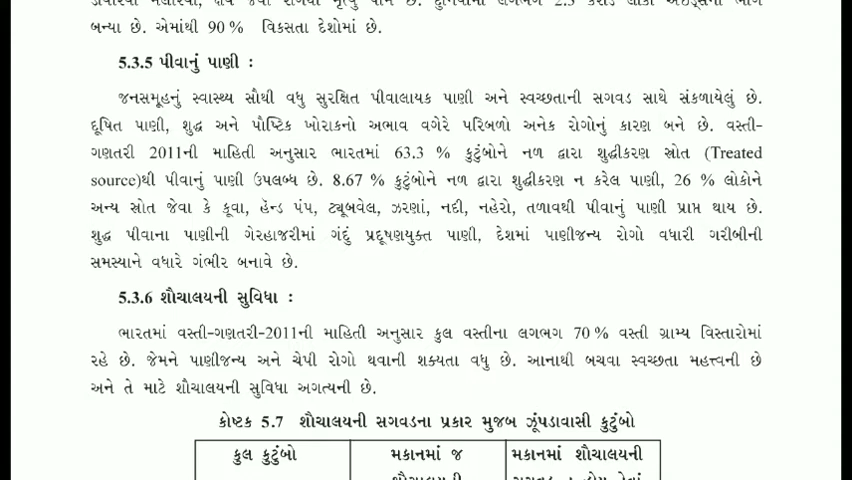 બન્યા છે. એમાંથી 90 % વિકસતા દેશોમાં છે.
5.3.5 પીવાનું પાણી :
જનસમૂહનું સ્વાસ્થ્ય સૌથી વધુ સુરક્ષિત પીવાલાયક પાણી અને સ્વચ્છતાની સગવડ સાથે સંકળાયેલું છે.
દૂષિત પાણી, શુદ્ધ અને પૌષ્ટિક ખોરાકનો અભાવ વગેરે પરિબળો અનેક રોગોનું કારણ બને છે. વસ્તી-
ગણતરી 2011ની માહિતી અનુસાર ભારતમાં 63.3 % કુટુંબોને નળ દ્વારા શુદ્ધીકરણ સ્રોત (Treated
source)થી પીવાનું પાણી ઉપલબ્ધ છે. 8.67 % કુટુંબોને નળ દ્વારા શુદ્ધીકરણ ન કરેલ પાણી, 26 % લોકોને
અન્ય સ્રોત જેવા કે કૂવા, હૅન્ડ પંપ, ટ્યૂબવેલ, ઝરણાં, નદી, નહેરો, તળાવથી પીવાનું પાણી પ્રાપ્ત થાય છે.
શુદ્ધ પીવાના પાણીની ગેરહાજરીમાં ગંદું પ્રદૂષણયુક્ત પાણી, દેશમાં પાણીજન્ય રોગો વધારી ગરીબીની
સમસ્યાને વધારે ગંભીર બનાવે છે.
5.3.6 શૌચાલયની સુવિધા :
ભારતમાં વસ્તી-ગણતરી-2011ની માહિતી અનુસાર કુલ વસ્તીના લગભગ 70 % વસ્તી ગ્રામ્ય વિસ્તારોમાં
રહે છે. જેમને પાણીજન્ય અને ચેપી રોગો થવાની શક્યતા વધુ છે. આનાથી બચવા સ્વચ્છતા મહત્ત્વની છે
અને તે માટે શૌચાલયની સુવિધા અગત્યની છે.
કોષ્ટક 5.7 શૌચાલયની સગવડના પ્રકાર મુજબ ઝૂંપડાવાસી કુટુંબો
કુલ કુટુંબો મકાનમાં જ મકાનમાં શૌચાલયની